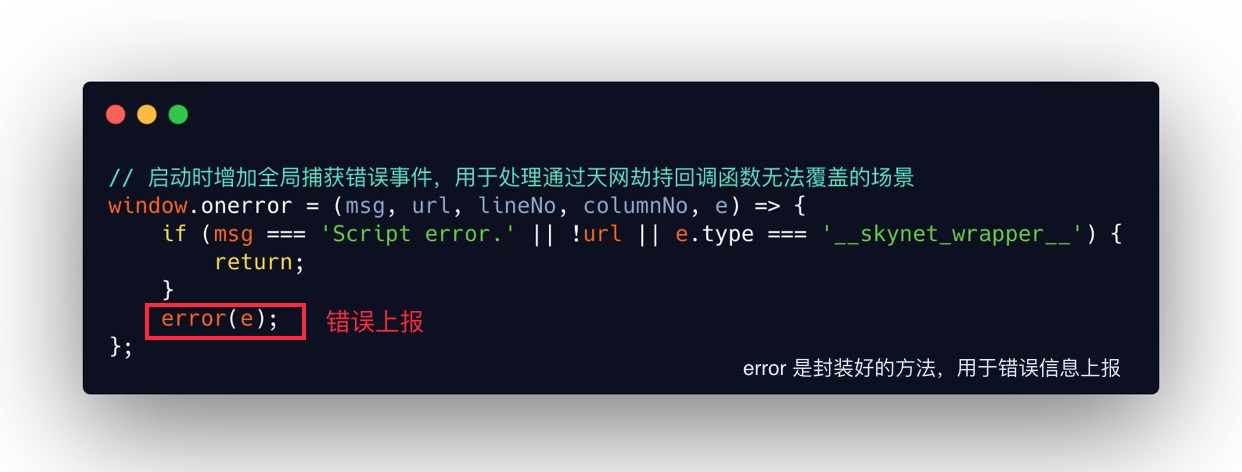 // 启动时增加全局捕获错误事件，用于处理通过天网劫持回调函数无法覆盖的场景
window.onerror = (msg, url, lineNo, columnNo, e) => {
    if (msg === 'Script error.' || !url || e.type === '__skynet_wrapper__') {
        return;
    }
    error(e); 错误上报
};
error 是封装好的方法，用于错误信息上报